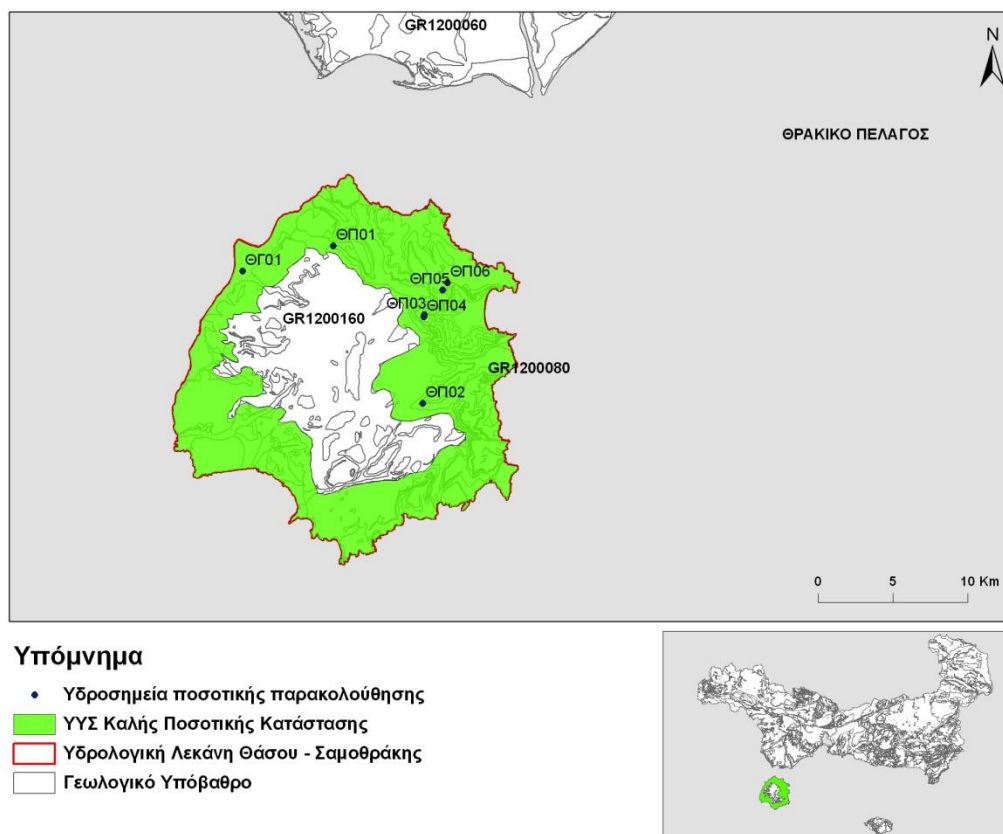 GR1200060
N
ΘΡΑΚΙΚΟ ΠΕΛΑΓΟΣ
ΘΠ01
ΘΓ01
ΘΠ06
ΘΠ05
ΘΠ03 ΘΠ04
GR1200160
GR1200080
ΘΠ02
0 5 10 Km
Υπόμνημα
Υδροσημεία ποσοτικής παρακολούθησης
ΥΥΣ Καλής Ποσοτικής Κατάστασης
Υδρολογική Λεκάνη Θάσου - Σαμοθράκης
Γεωλογικό Υπόβαθρο